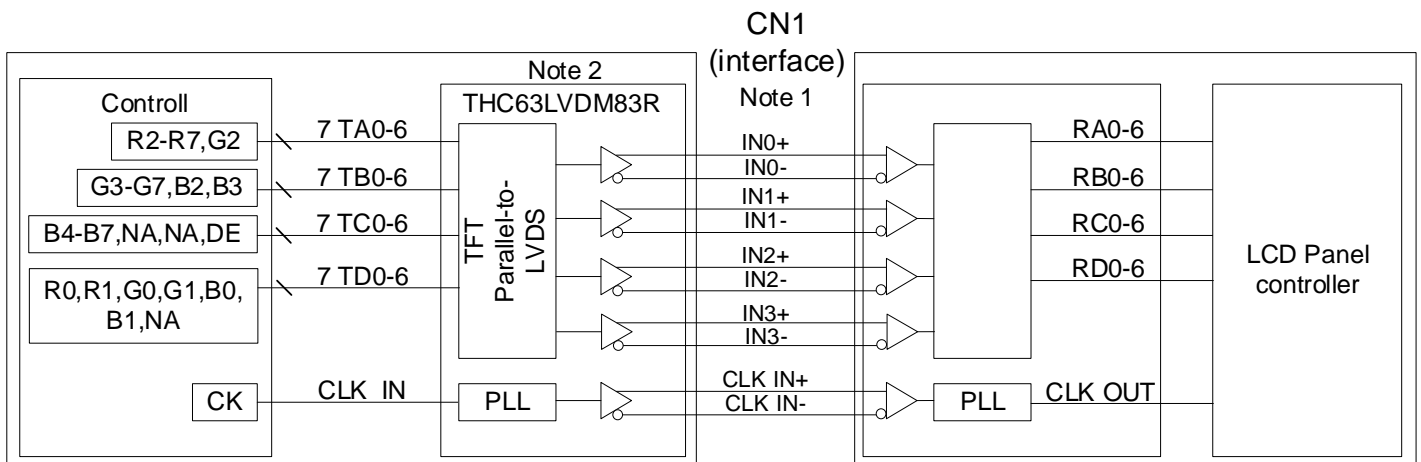 CN1
(interface)
Note 1
Note 2
THC63LVDM83R
Controll
R2-R7,G2
G3-G7,B2,B3
B4-B7,NA,NA,DE
R0,R1,G0,G1,B0,
B1,NA
CK
7 TA0-6
7 TB0-6
7 TC0-6
7 TD0-6
CLK IN
TFT
Parallel-to-
LVDS
PLL
IN0+
IN0-
IN1+
IN1-
IN2+
IN2-
IN3+
IN3-
CLK IN+
CLK IN-
PLL
RA0-6
RB0-6
RC0-6
RD0-6
CLK OUT
LCD Panel
controller